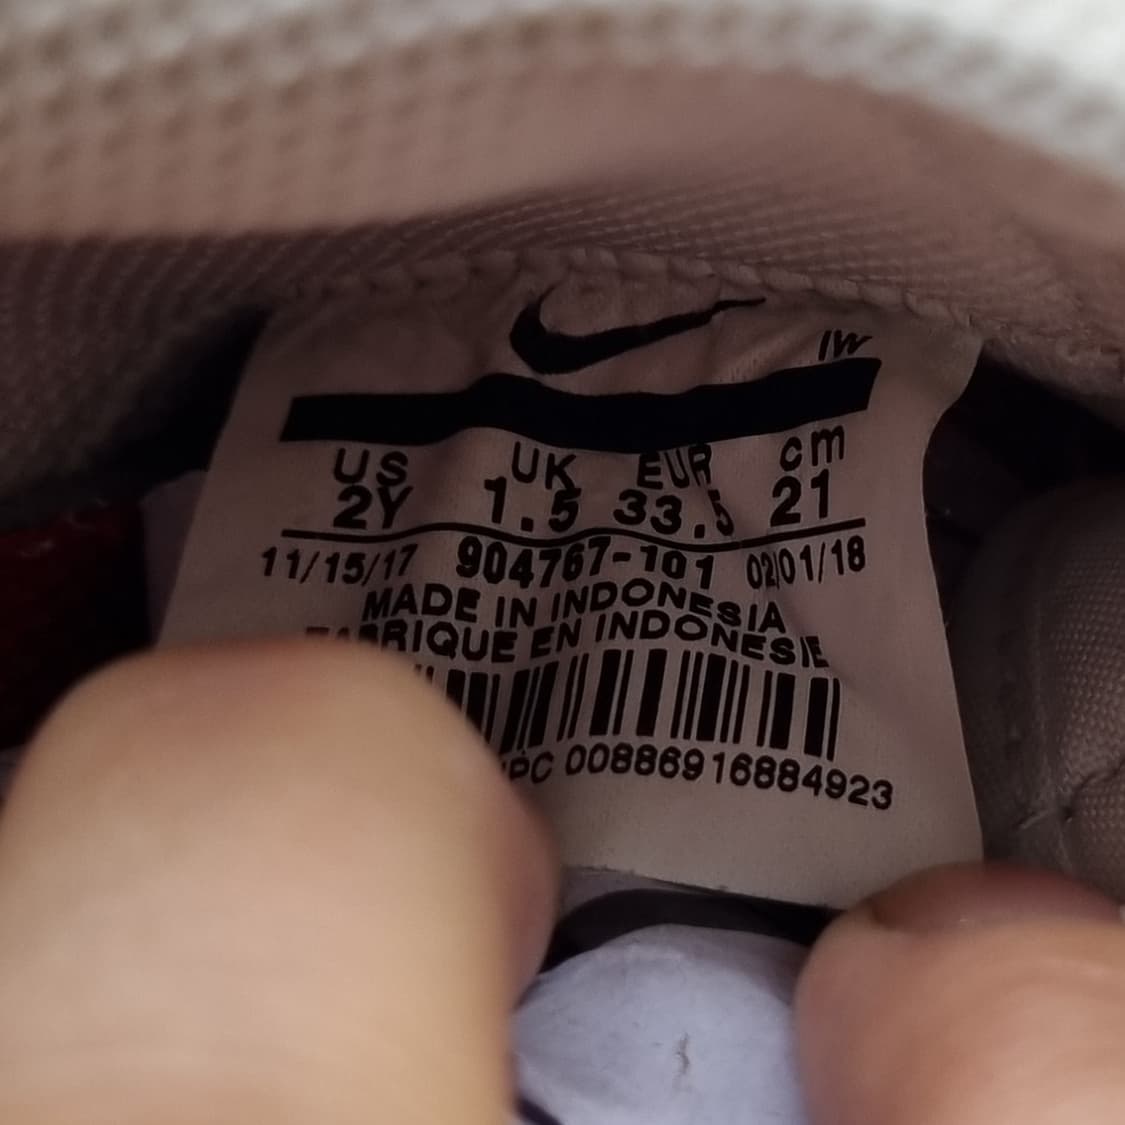 IW
US UK EUR cm
2Y 1.5 33.5 21
11/15/17 904767-101 02/01/18
MADE IN INDONESIA
FABRIQUE EN INDONESIE
UPC 00886916884923